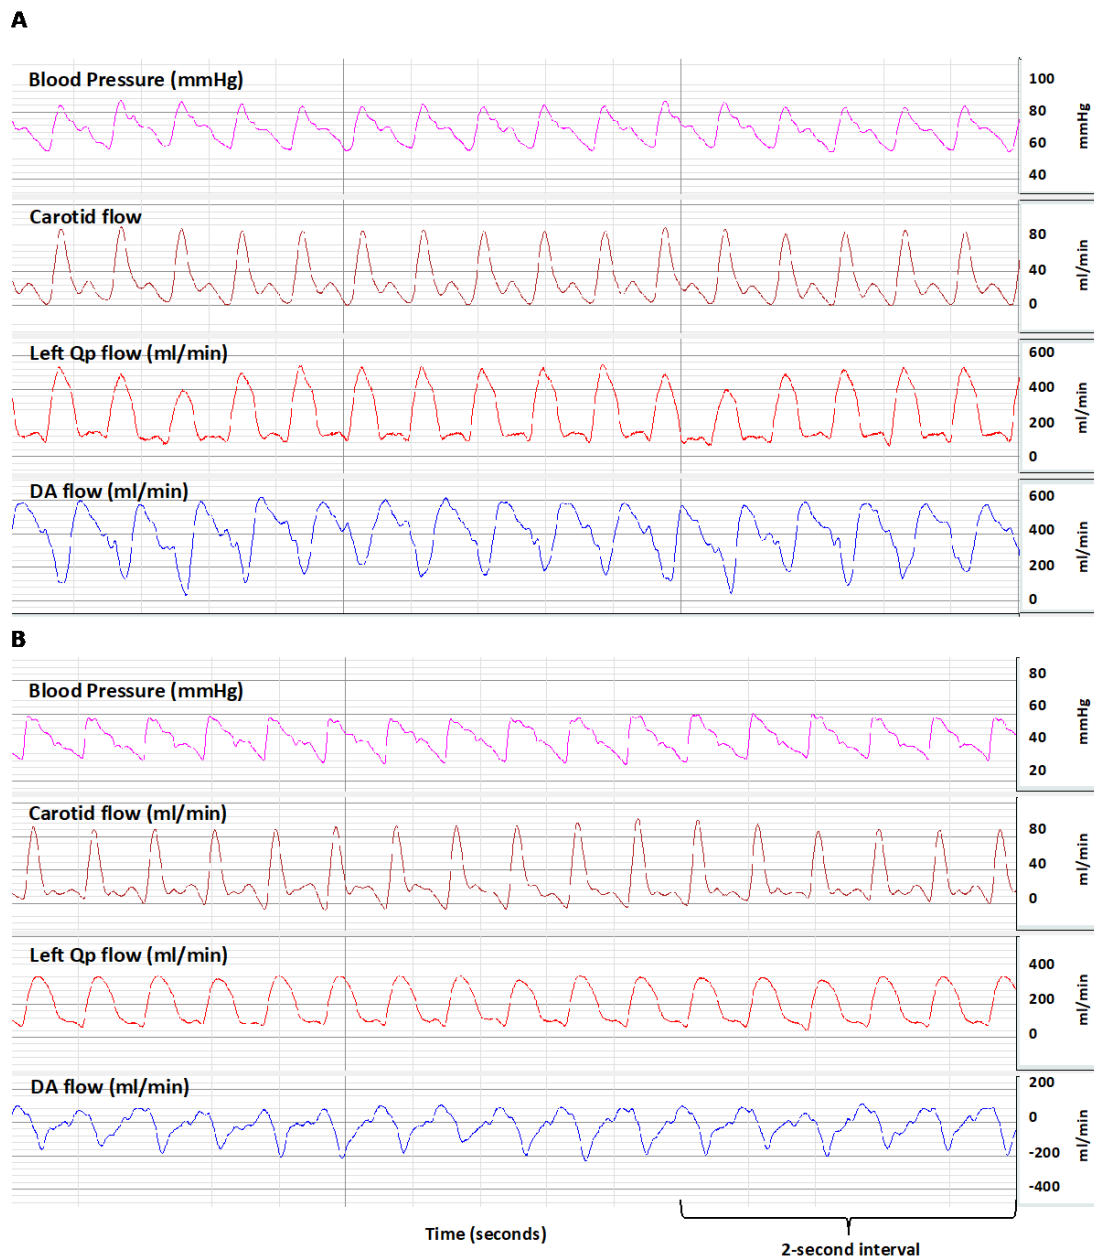 A
Blood Pressure (mmHg)
100
80
60
40
mmHg
Carotid flow
80
40
0
ml/min
Left Qp flow (ml/min)
600
400
200
0
ml/min
DA flow (ml/min)
600
400
200
0
ml/min
B
Blood Pressure (mmHg)
80
60
40
20
mmHg
Carotid flow (ml/min)
80
40
0
ml/min
Left Qp flow (ml/min)
400
200
0
ml/min
DA flow (ml/min)
200
0
-200
-400
ml/min
Time (seconds)
2-second interval